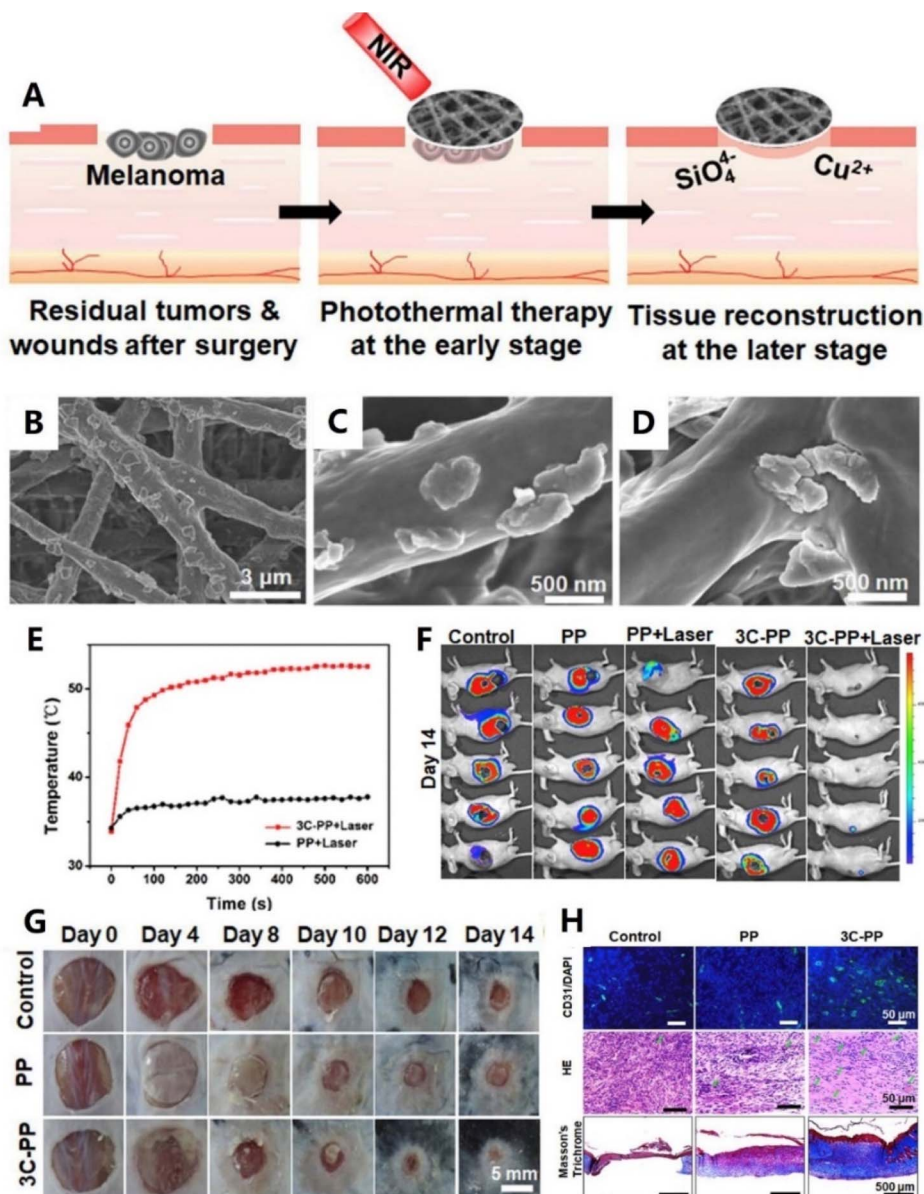 A
NIR
Melanoma
SiO₄⁴⁻
Cu²⁺
Residual tumors &
wounds after surgery
Photothermal therapy
at the early stage
Tissue reconstruction
at the later stage
B
3 μm
C
500 nm
D
500 nm
E
Temperature (℃)
50
40
30
3C-PP+Laser
PP+Laser
0 100 200 300 400 500 600
Time (s)
F
Control PP PP+Laser 3C-PP 3C-PP+Laser
Day 14
G
Day 0 Day 4 Day 8 Day 10 Day 12 Day 14
Control
PP
3C-PP
5 mm
H
Control PP 3C-PP
CD31/DAPI
50 μm
HE
50 μm
Masson's
Trichrome
500 μm